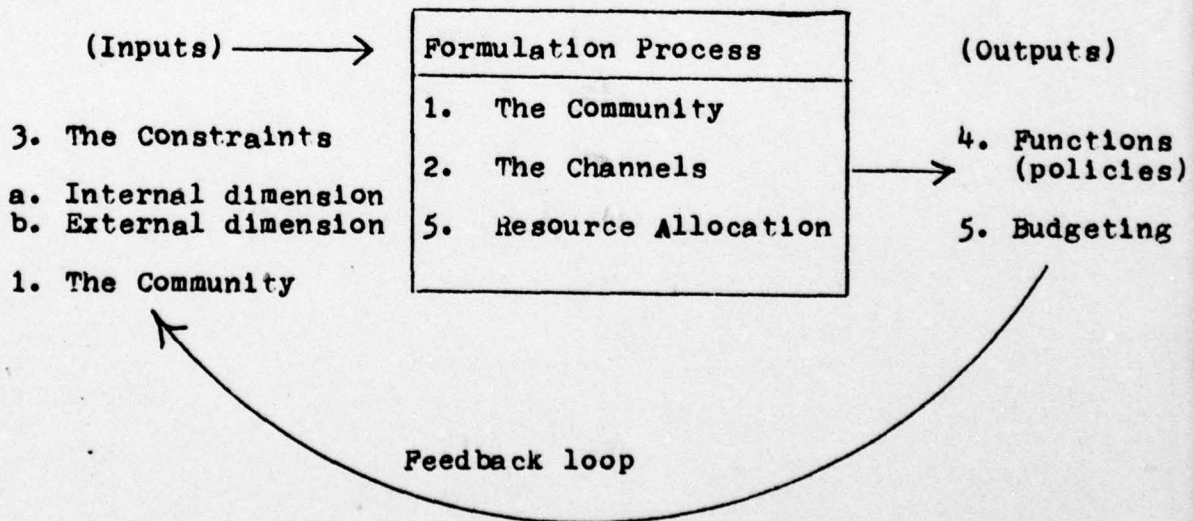 (Inputs)
3. The Constraints
a. Internal dimension
b. External dimension
1. The Community
Formulation Process
1. The Community
2. The Channels
5. Resource Allocation
(Outputs)
4. Functions
(policies)
5. Budgeting
Feedback loop